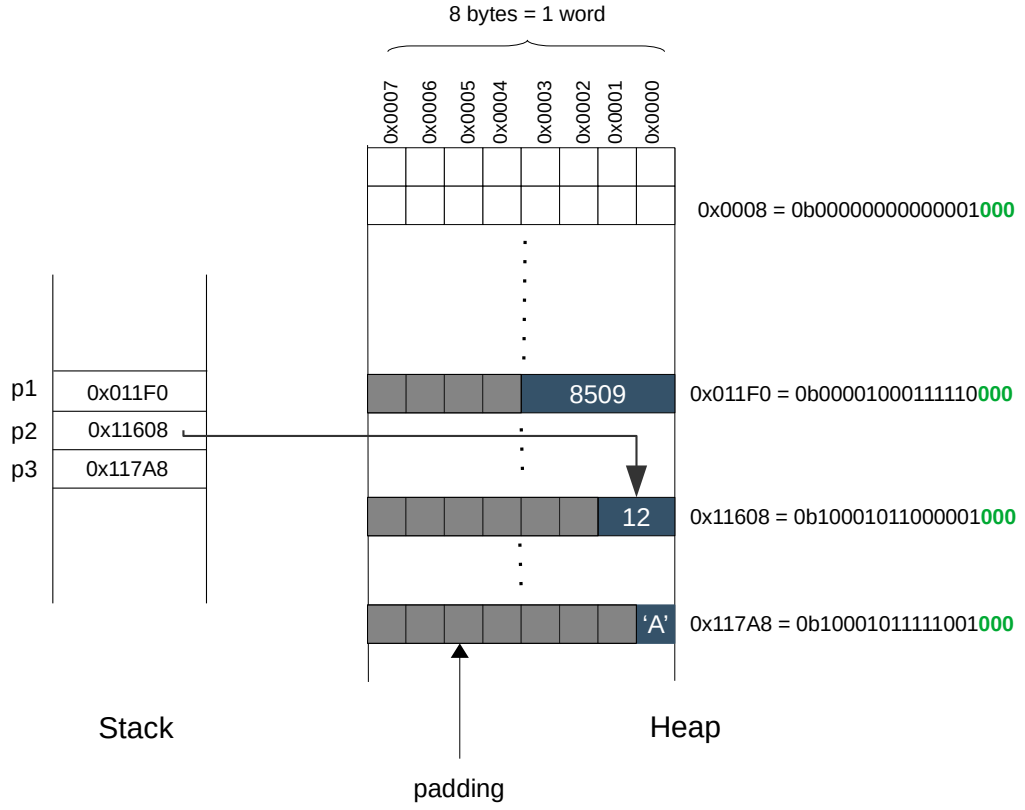 8 bytes = 1 word
0x0007 0x0006 0x0005 0x0004 0x0003 0x0002 0x0001 0x0000
0x0008 = 0b00000000000001000
p1 0x011F0 8509 0x011F0 = 0b00001000111110000
p2 0x11608
p3 0x117A8
12 0x11608 = 0b10001011000001000
‘A’ 0x117A8 = 0b10001011111001000
Stack Heap
padding